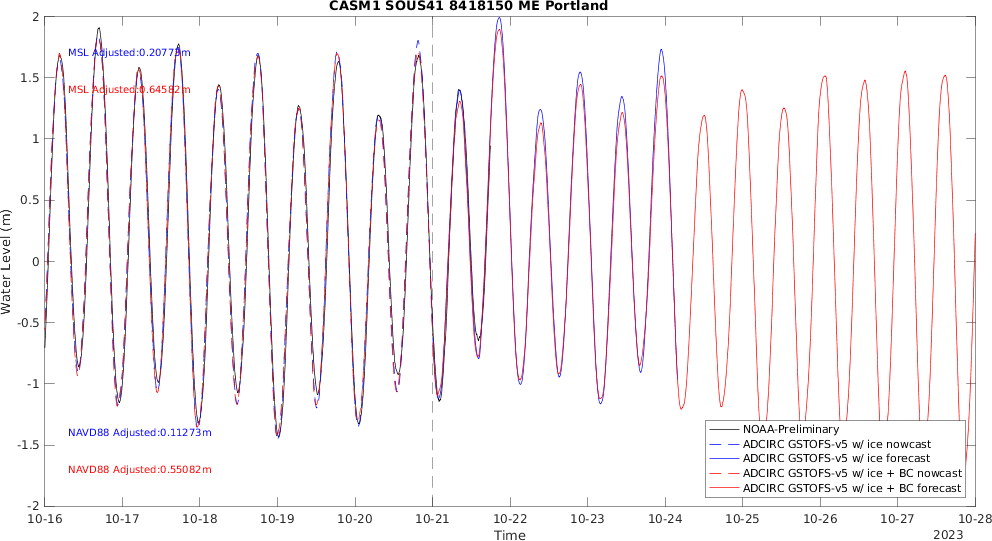 CASM1 SOUS41 8418150 ME Portland
MSL Adjusted:0.20779m
MSL Adjusted:0.64582m
NAVD88 Adjusted:0.11273m
NAVD88 Adjusted:0.55082m
Water Level (m)
2
1.5
1
0.5
0
-0.5
-1
-1.5
-2
NOAA-Preliminary
ADCIRC GSTOFS-v5 w/ ice nowcast
ADCIRC GSTOFS-v5 w/ ice forecast
ADCIRC GSTOFS-v5 w/ ice + BC nowcast
ADCIRC GSTOFS-v5 w/ ice + BC forecast
10-16 10-17 10-18 10-19 10-20 10-21 10-22 10-23 10-24 10-25 10-26 10-27 10-28
Time
2023